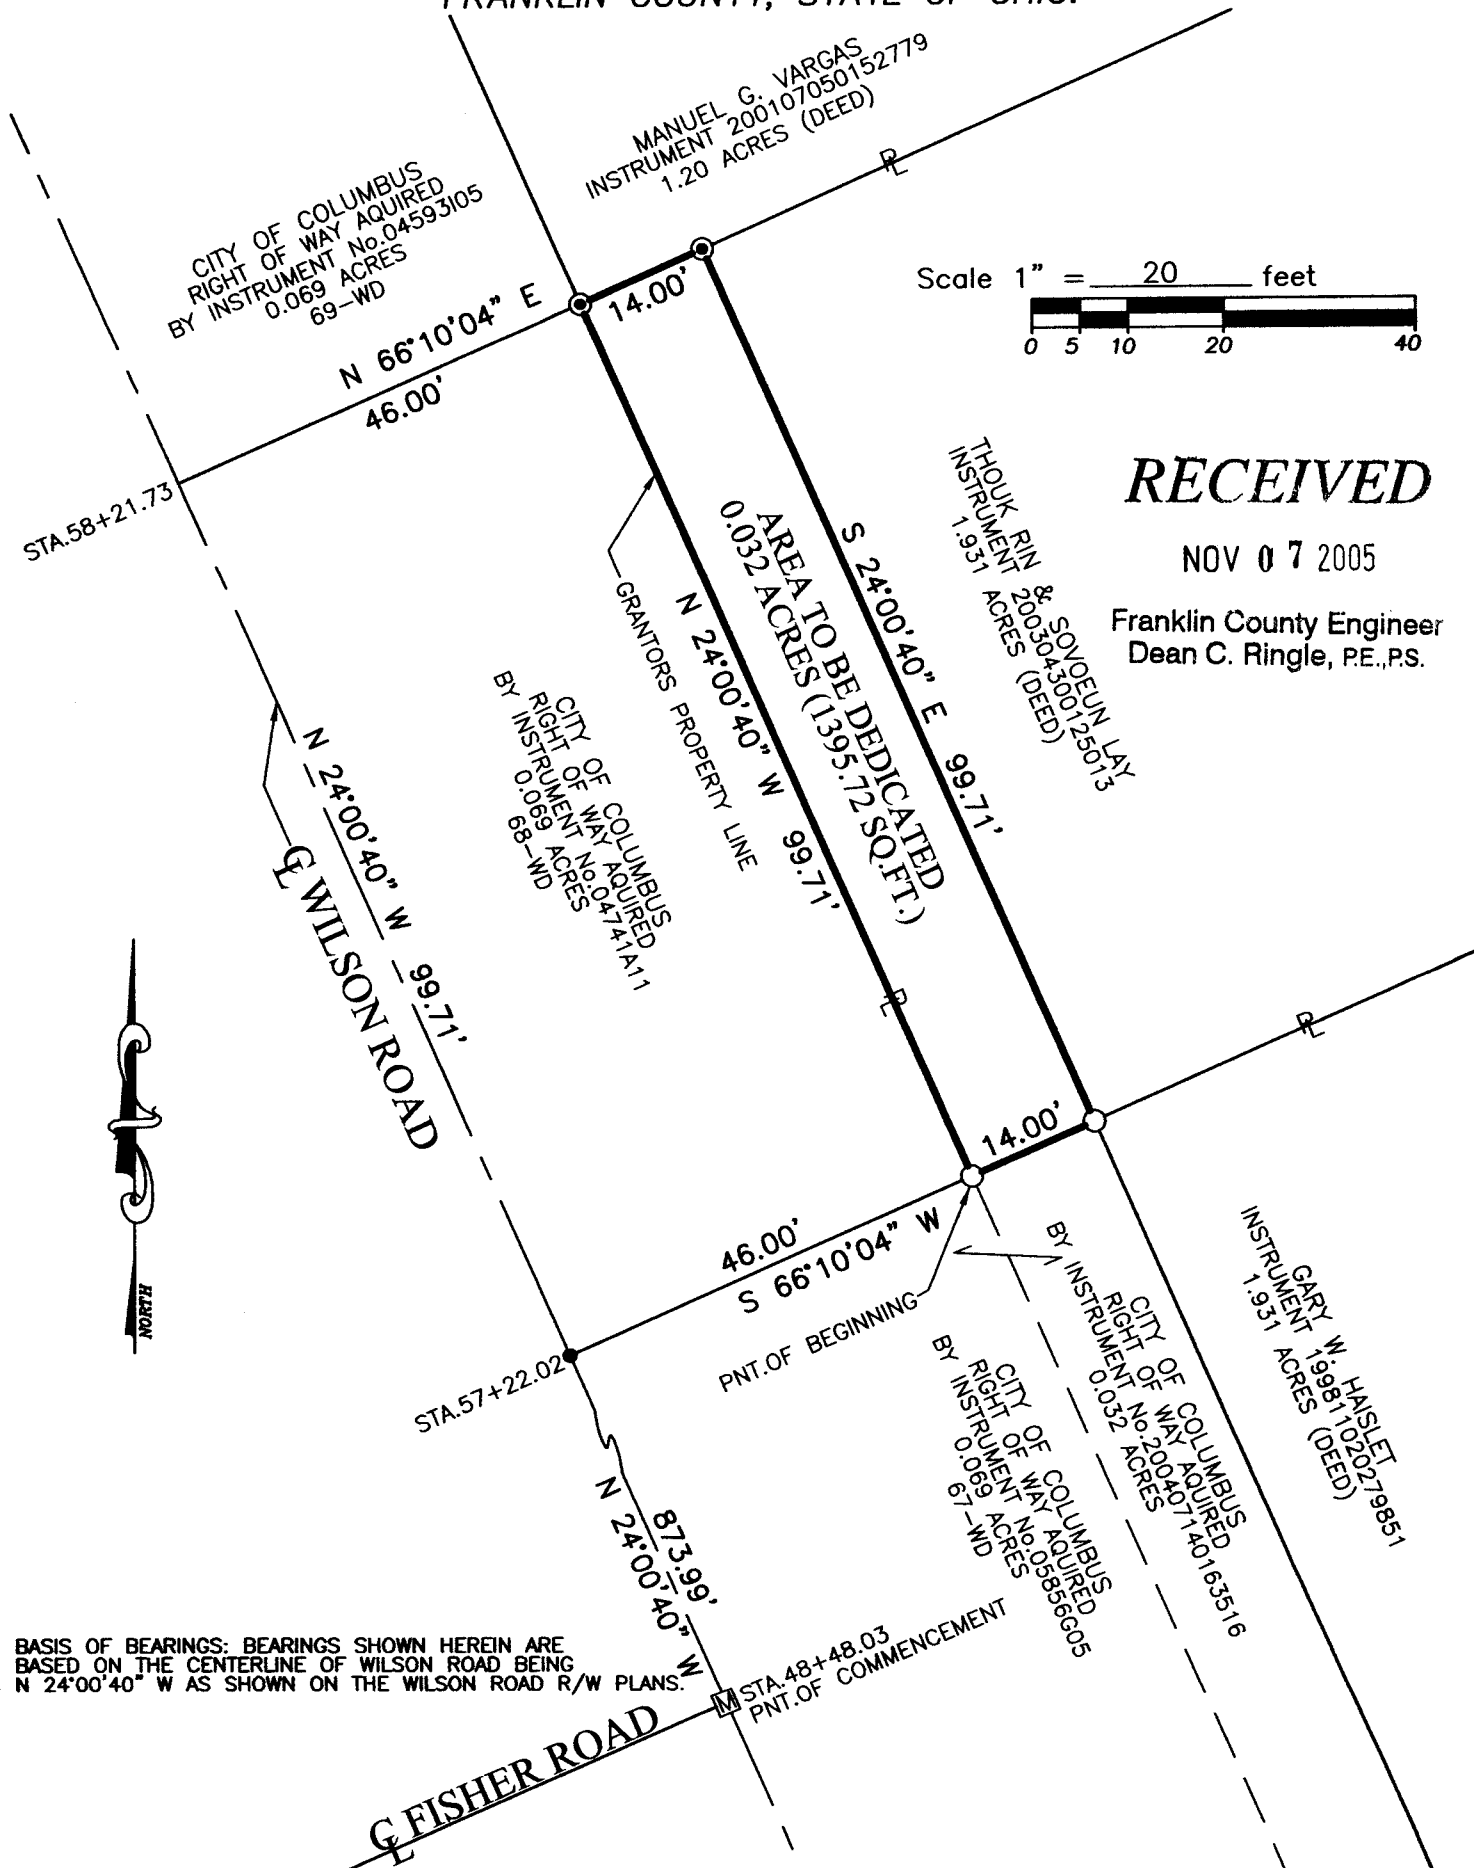 FRANKLIN COUNTY, STATE OF OHIO.
MANUEL G. VARGAS
INSTRUMENT 200107050152779
1.20 ACRES (DEED)
PL
CITY OF COLUMBUS
RIGHT OF WAY AQUIRED
BY INSTRUMENT No.04593I05
0.069 ACRES
69-WD
N 66°10'04" E
46.00'
14.00'
Scale 1" = 20 feet
0 5 10 20 40
STA.58+21.73
RECEIVED
NOV 07 2005
Franklin County Engineer
Dean C. Ringle, P.E.,P.S.
THOUK RIN & SOVOEUN LAY
INSTRUMENT 200304300125013
1.931 ACRES (DEED)
S 24°00'40" E 99.71'
AREA TO BE DEDICATED
0.032 ACRES (1395.72 SQ.FT.)
N 24°00'40" W 99.71'
GRANTORS PROPERTY LINE
CITY OF COLUMBUS
RIGHT OF WAY AQUIRED
BY INSTRUMENT No.04741A11
0.069 ACRES
68-WD
N 24°00'40" W 99.71'
CL WILSON ROAD
PL
PL
NORTH
14.00'
46.00'
S 66°10'04" W
PNT.OF BEGINNING
STA.57+22.02
CITY OF COLUMBUS
RIGHT OF WAY AQUIRED
BY INSTRUMENT No.200407140163516
0.032 ACRES
GARY W. HAISLET
INSTRUMENT 199811020279851
1.931 ACRES (DEED)
CITY OF COLUMBUS
RIGHT OF WAY AQUIRED
BY INSTRUMENT No.05856G05
0.069 ACRES
67-WD
873.99'
N 24°00'40" W
BASIS OF BEARINGS: BEARINGS SHOWN HEREIN ARE
BASED ON THE CENTERLINE OF WILSON ROAD BEING
N 24°00'40" W AS SHOWN ON THE WILSON ROAD R/W PLANS.
M
STA.48+48.03
PNT.OF COMMENCEMENT
CL FISHER ROAD